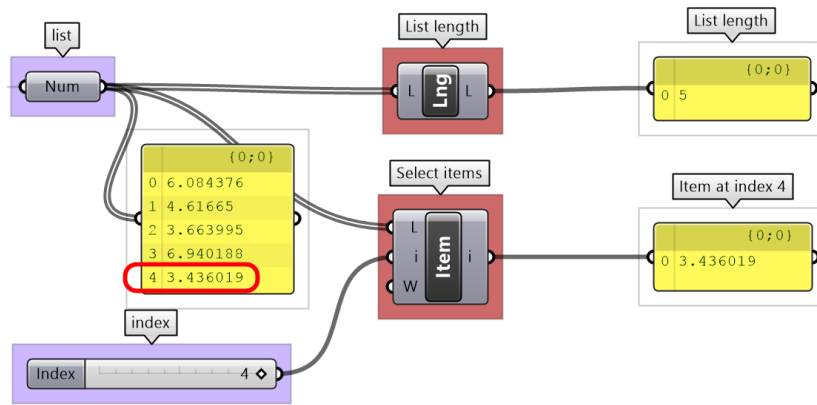 list
Num
List length
Lng
L
L
List length
{0;0}
0 5
{0;0}
0 6.084376
1 4.61665
2 3.663995
3 6.940188
4 3.436019
Select items
L
i
W
Item
i
Item at index 4
{0;0}
0 3.436019
index
Index
4